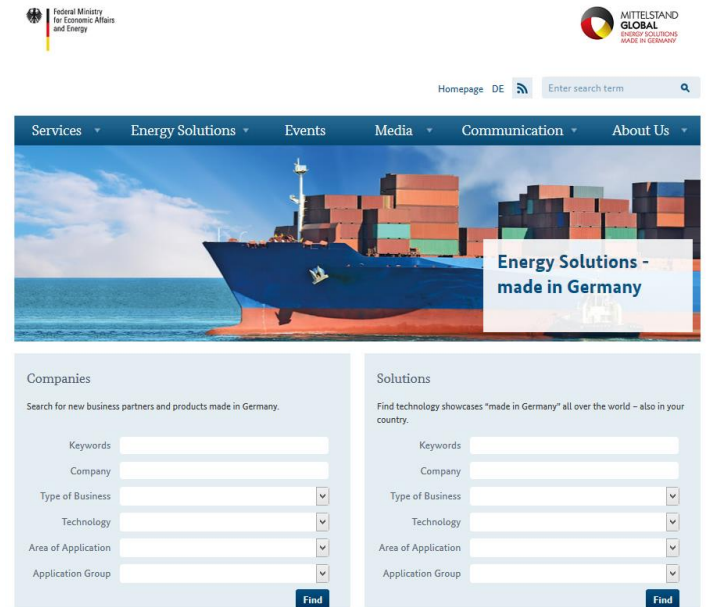 Federal Ministry
for Economic Affairs
and Energy
MITTELSTAND
GLOBAL
ENERGY SOLUTIONS
MADE IN GERMANY
Homepage DE Enter search term
Services Energy Solutions Events Media Communication About Us
Energy Solutions -
made in Germany
Companies
Search for new business partners and products made in Germany.
Keywords
Company
Type of Business
Technology
Area of Application
Application Group
Find
Solutions
Find technology showcases "made in Germany" all over the world – also in your
country.
Keywords
Company
Type of Business
Technology
Area of Application
Application Group
Find